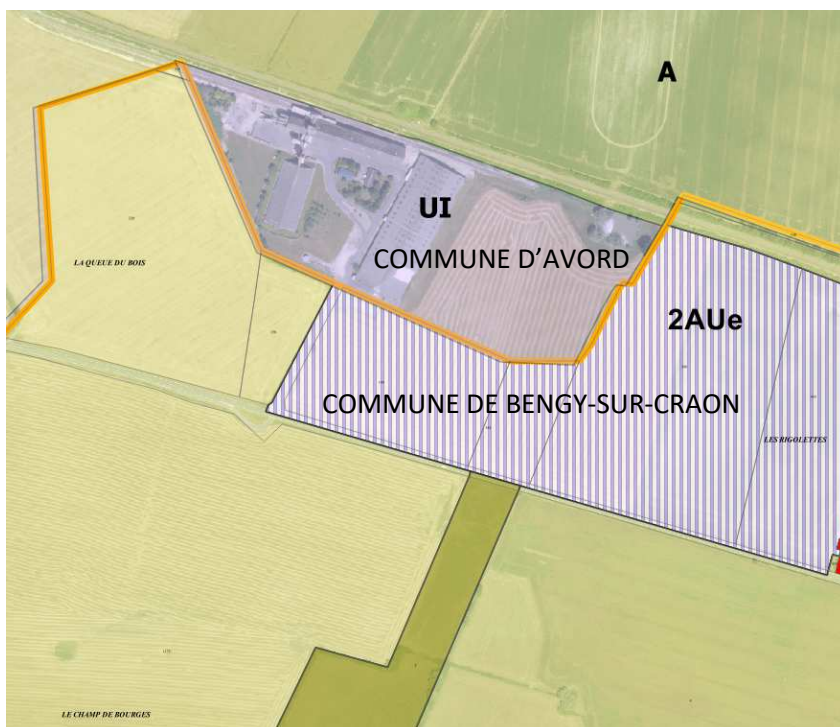 A
UI
COMMUNE D'AVORD
LA QUEUE DU BOIS
2AUe
COMMUNE DE BENGY-SUR-CRAON
LES RIGOLETTES
LE CHAMP DE BOURGES